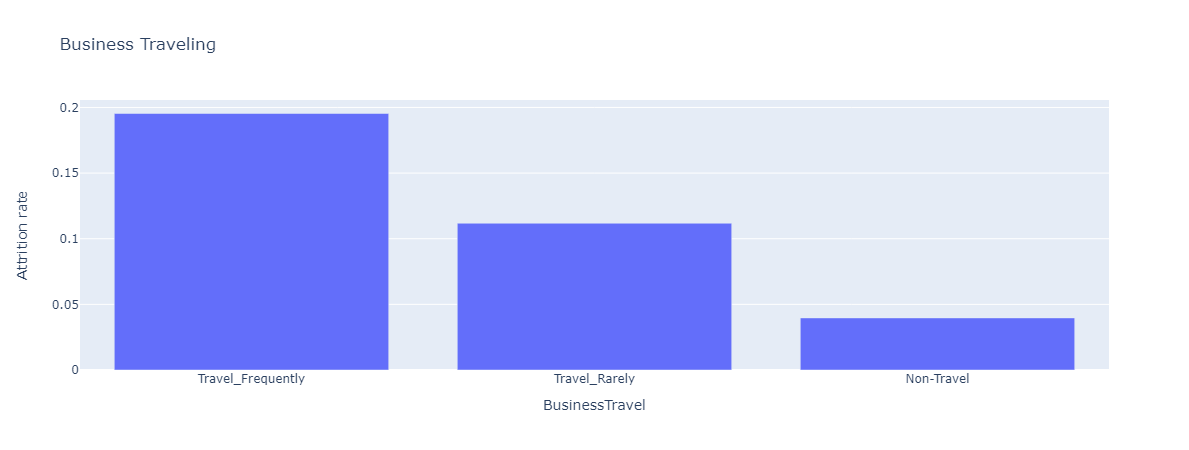 Business Traveling
Attrition rate
0.2
0.15
0.1
0.05
0
Travel_Frequently
Travel_Rarely
Non-Travel
BusinessTravel